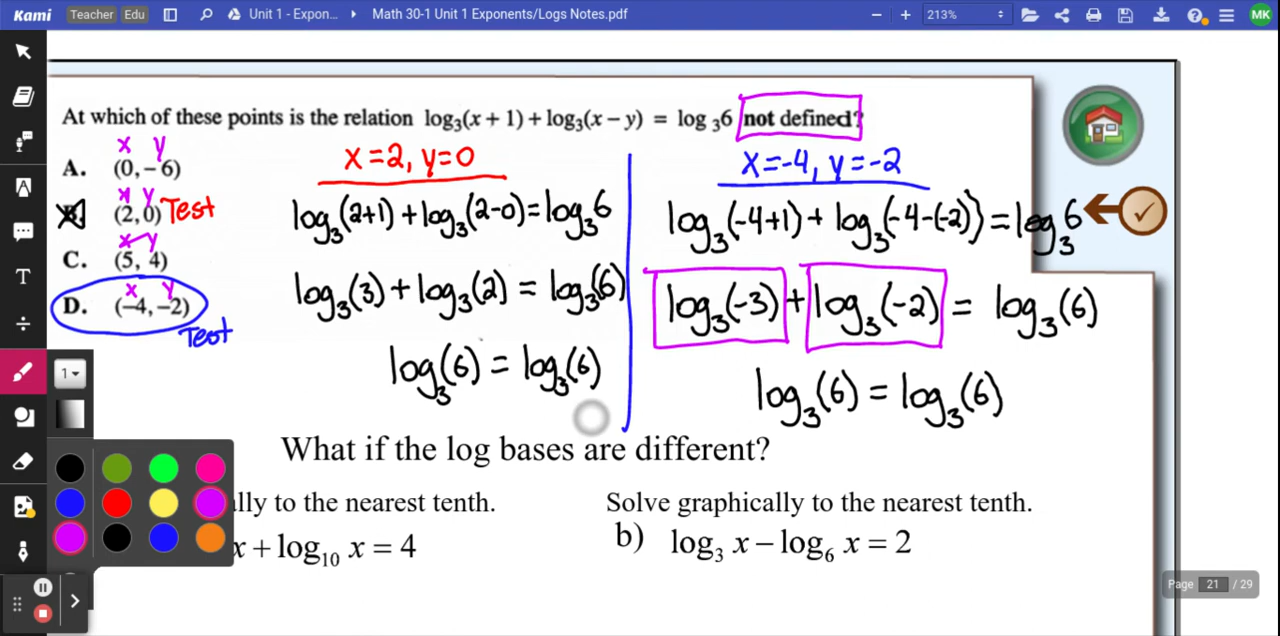 Kami Teacher Edu Unit 1 - Expon... Math 30-1 Unit 1 Exponents/Logs Notes.pdf 213% MK
At which of these points is the relation log₃(x + 1) + log₃(x − y) = log ₃6 not defined?
x y
A. (0, −6)
x y
B. (2, 0) Test
x y
C. (5, 4)
x y
D. (−4, −2)
Test
x=2, y=0
log₃(2+1)+log₃(2-0)=log₃6
log₃(3)+log₃(2)=log₃(6)
log₃(6)=log₃(6)
x=-4, y=-2
log₃(-4+1)+log₃(-4-(-2))=log₃6
log₃(-3)+log₃(-2)=log₃(6)
log₃(6)=log₃(6)
1
What if the log bases are different?
lly to the nearest tenth.
x + log₁₀ x = 4
Solve graphically to the nearest tenth.
b) log₃ x − log₆ x = 2
Page 21 / 29